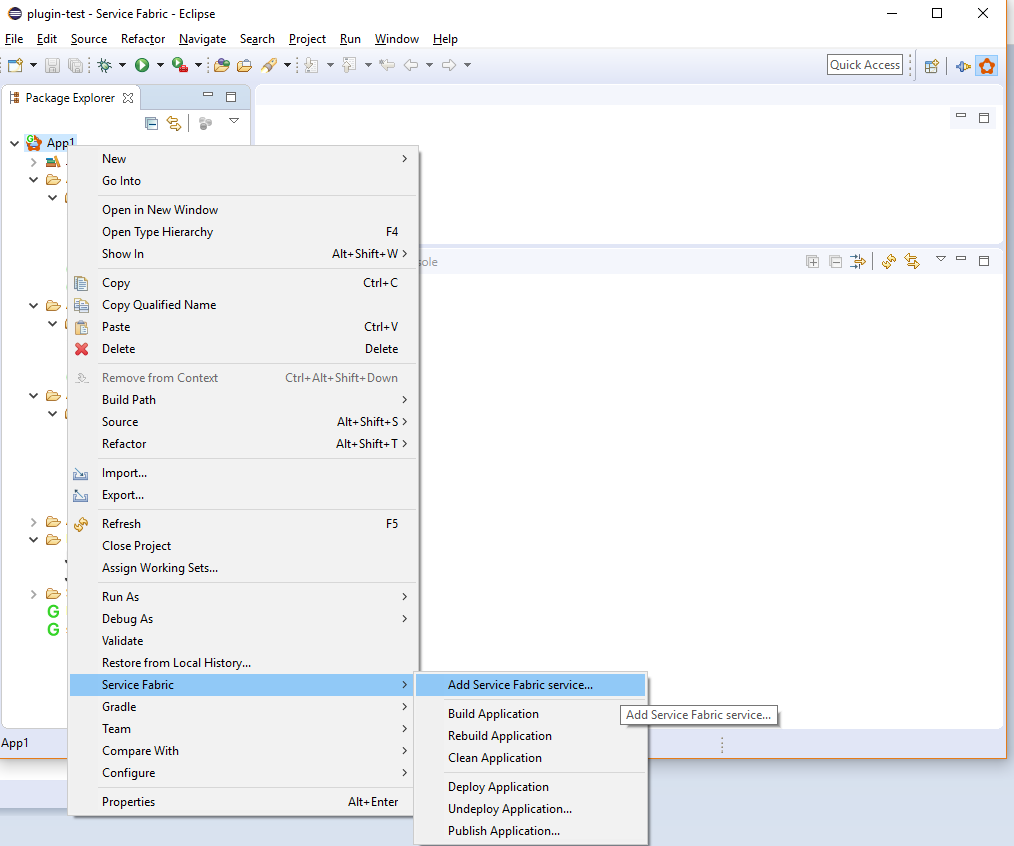 plugin-test - Service Fabric - Eclipse
File Edit Source Refactor Navigate Search Project Run Window Help
Quick Access
Package Explorer
App1
New
Go Into
Open in New Window
Open Type Hierarchy F4
Show In Alt+Shift+W
Copy Ctrl+C
Copy Qualified Name
Paste Ctrl+V
Delete Delete
Remove from Context Ctrl+Alt+Shift+Down
Build Path
Source Alt+Shift+S
Refactor Alt+Shift+T
Import...
Export...
Refresh F5
Close Project
Assign Working Sets...
Run As
Debug As
Validate
Restore from Local History...
Service Fabric
Gradle
Team
Compare With
Configure
Properties Alt+Enter
Add Service Fabric service...
Build Application
Rebuild Application
Clean Application
Deploy Application
Undeploy Application...
Publish Application...
Add Service Fabric service...
App1